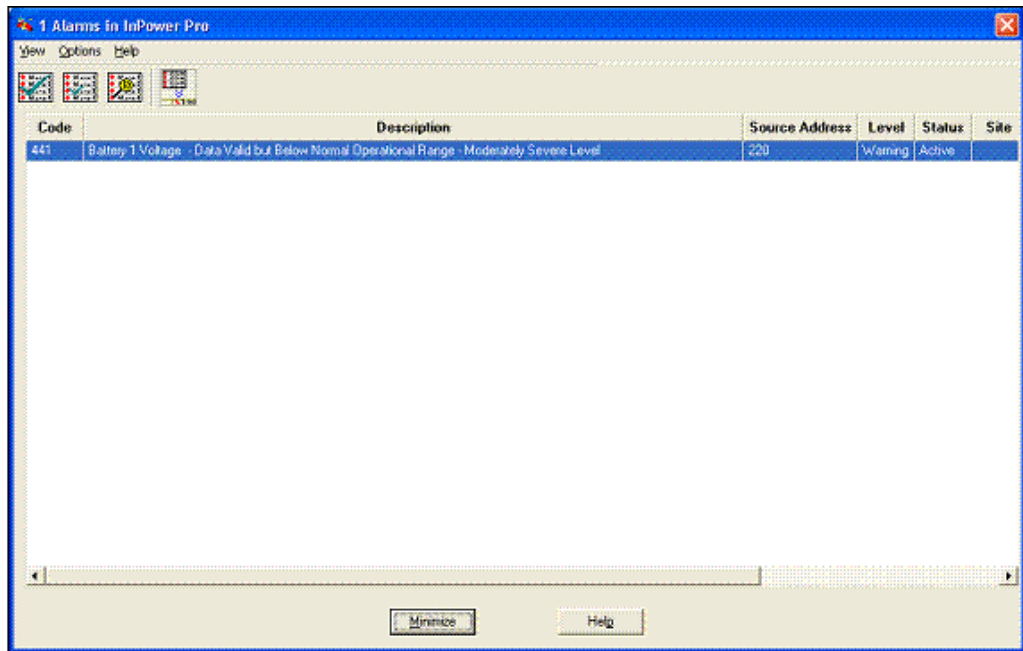 1 Alarms in InPower Pro
View Options Help
Code Description Source Address Level Status Site
441 Battery 1 Voltage - Data Valid but Below Normal Operational Range - Moderately Severe Level 220 Warning Active
Minimize Help